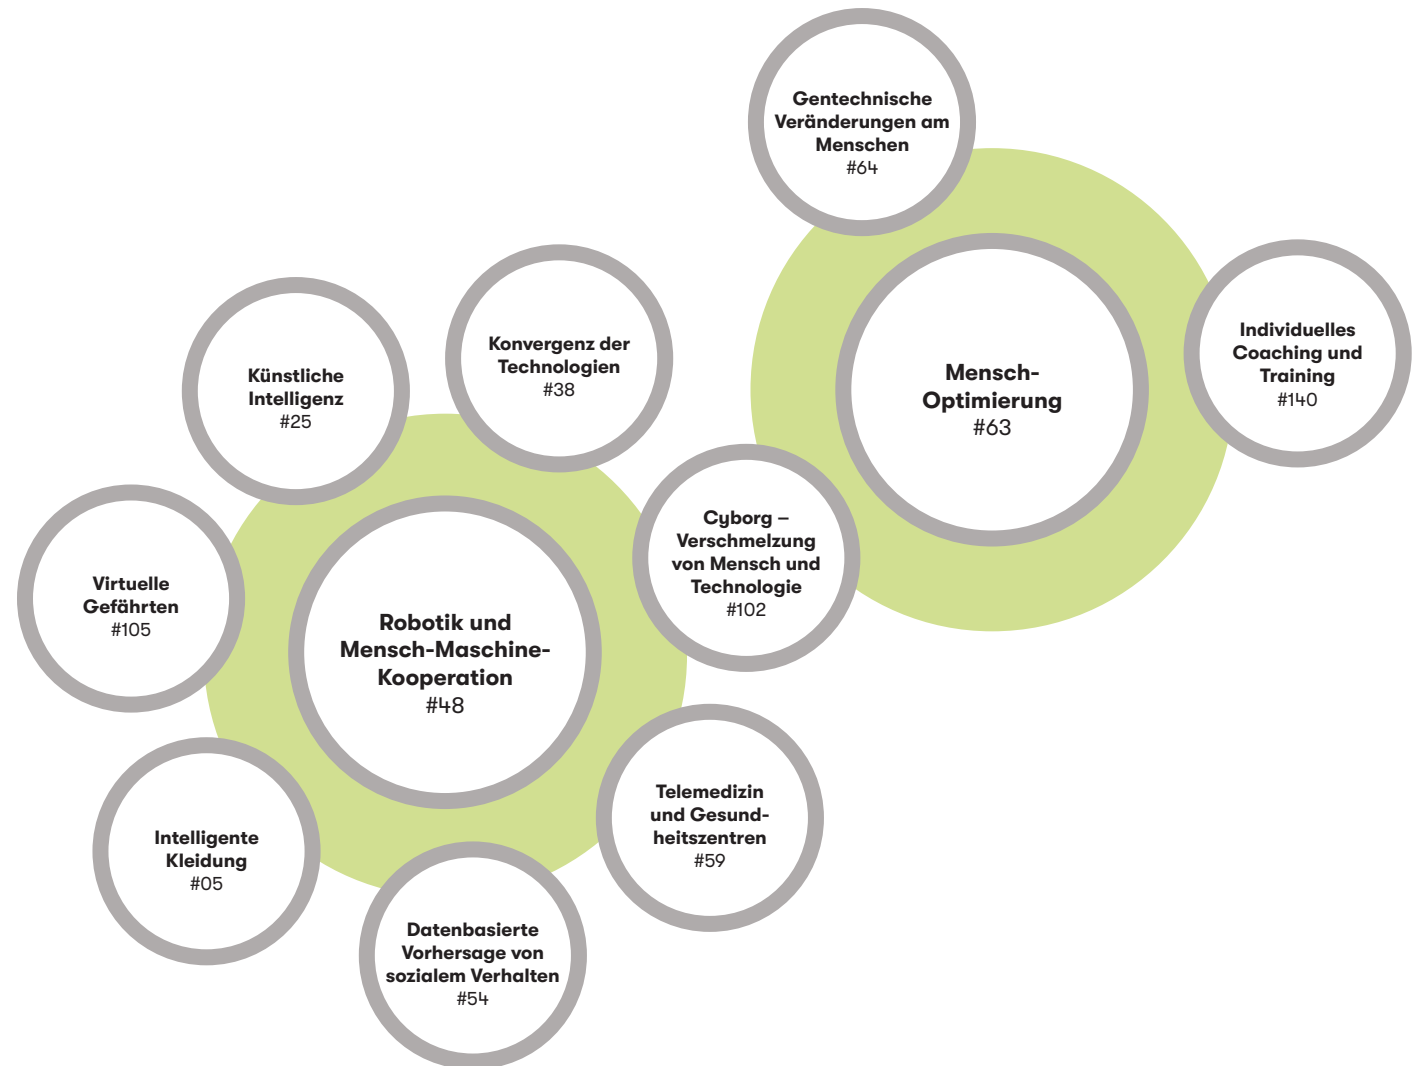 Gentechnische
Veränderungen am
Menschen
#64
Individuelles
Coaching und
Training
#140
Mensch-
Optimierung
#63
Konvergenz der
Technologien
#38
Künstliche
Intelligenz
#25
Cyborg –
Verschmelzung
von Mensch und
Technologie
#102
Virtuelle
Gefährten
#105
Robotik und
Mensch-Maschine-
Kooperation
#48
Telemedizin
und Gesund-
heitszentren
#59
Intelligente
Kleidung
#05
Datenbasierte
Vorhersage von
sozialem Verhalten
#54